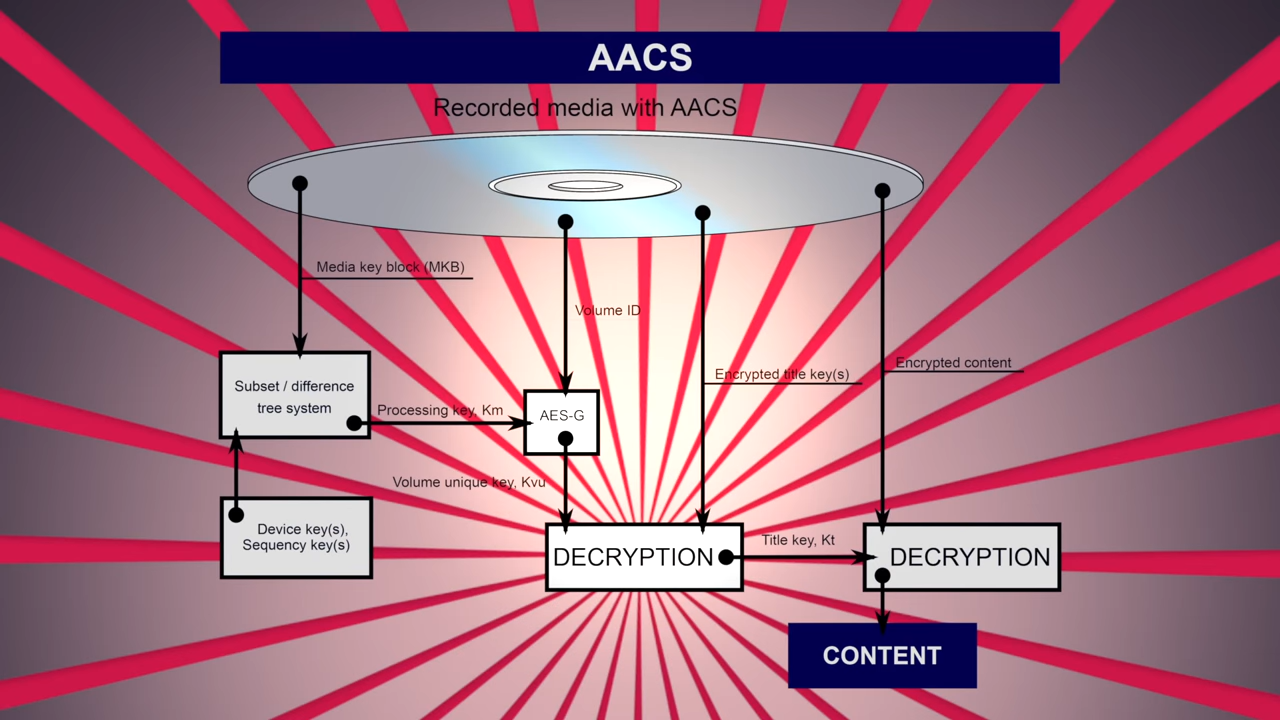 AACS
Recorded media with AACS
Media key block (MKB)
Volume ID
Encrypted title key(s)
Encrypted content
Subset / difference
tree system
Processing key, Km
AES-G
Volume unique key, Kvu
Device key(s),
Sequency key(s)
DECRYPTION
Title key, Kt
DECRYPTION
CONTENT